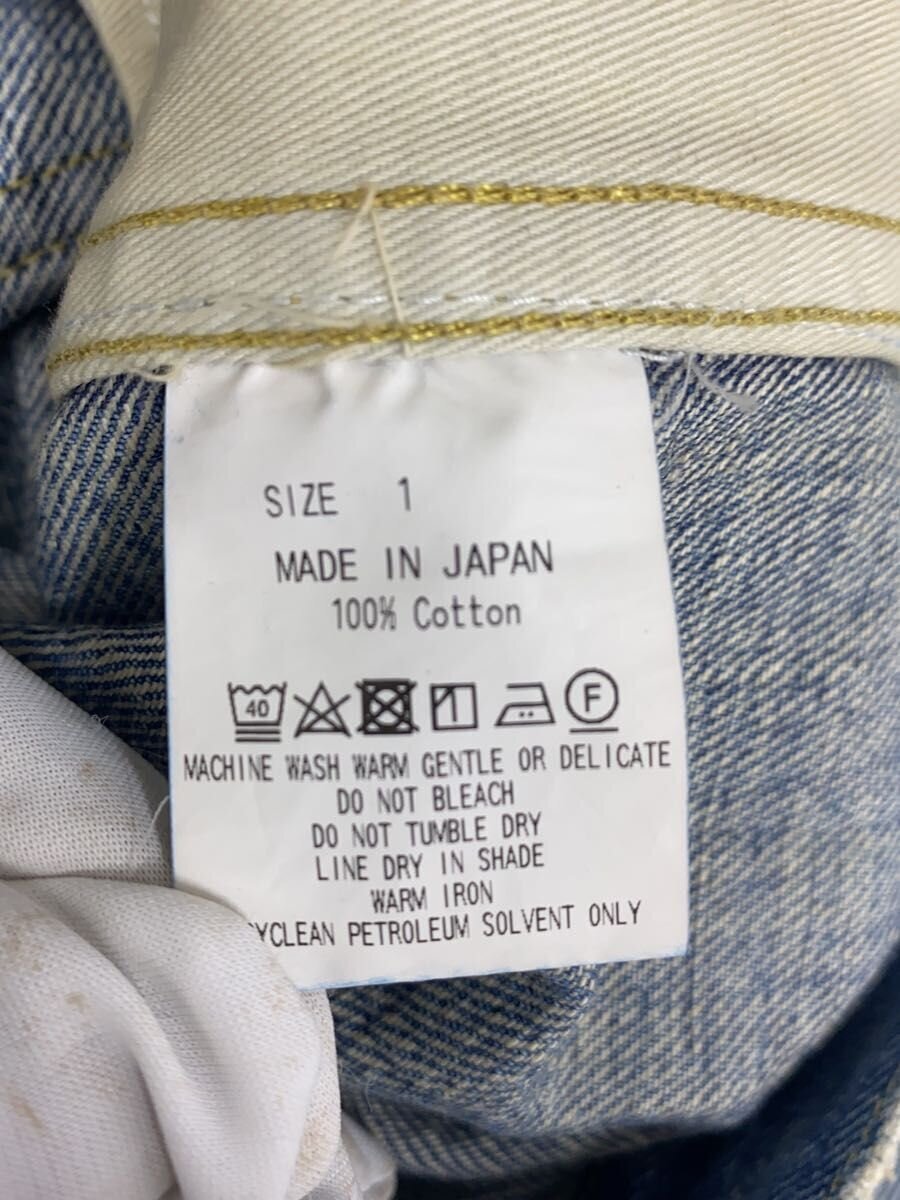 SIZE 1
MADE IN JAPAN
100% Cotton
40 F
MACHINE WASH WARM GENTLE OR DELICATE
DO NOT BLEACH
DO NOT TUMBLE DRY
LINE DRY IN SHADE
WARM IRON
YCLEAN PETROLEUM SOLVENT ONLY